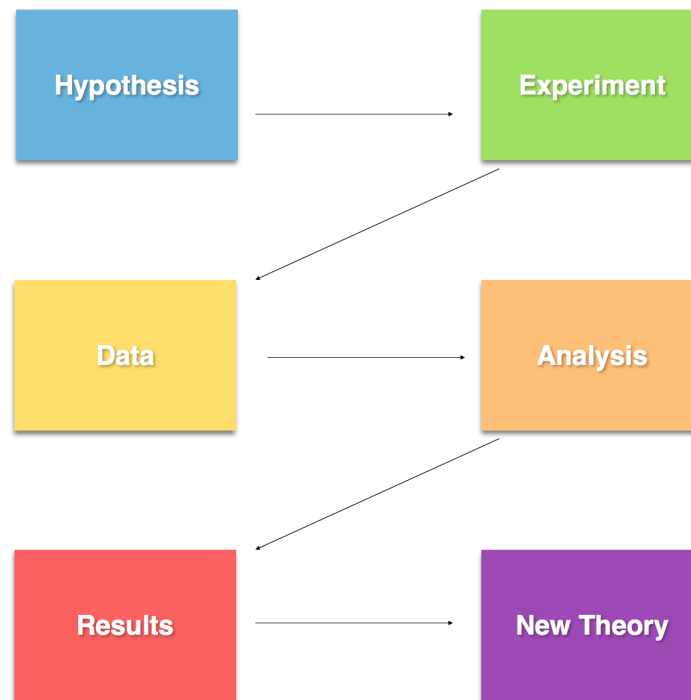 Hypothesis
Experiment
Data
Analysis
Results
New Theory